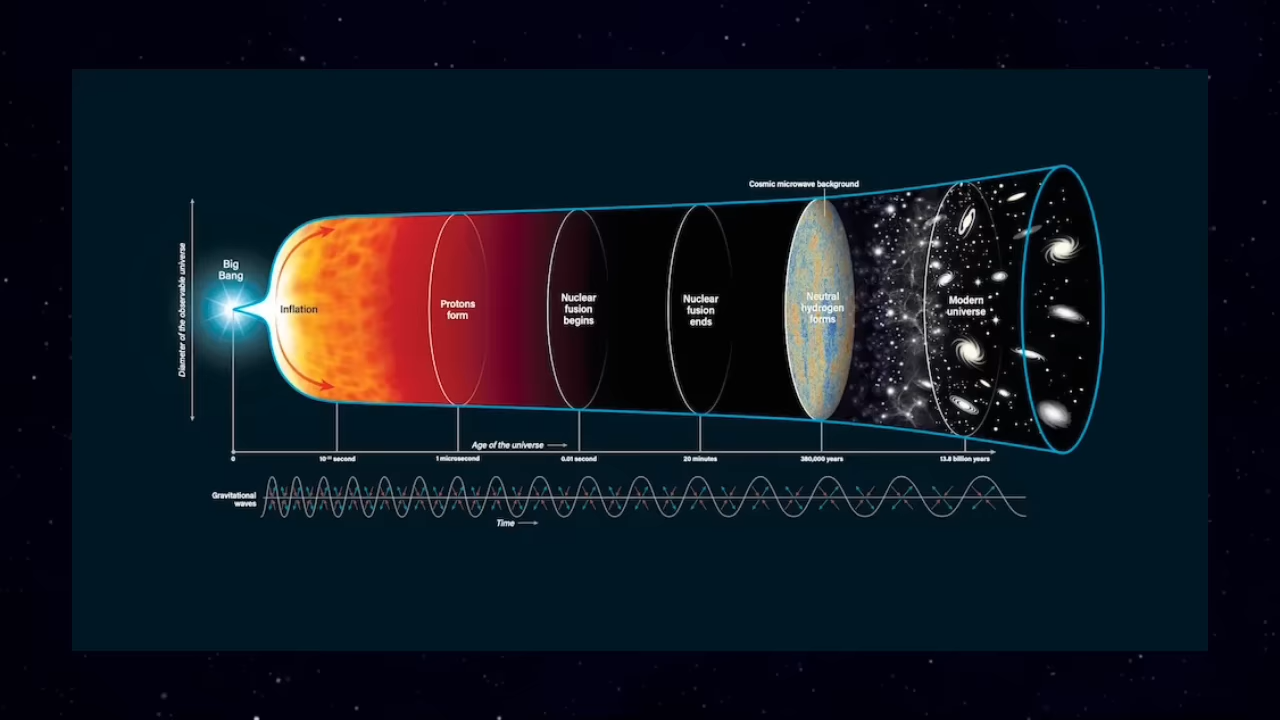 Cosmic microwave background
Diameter of the observable universe
Big
Bang
Inflation
Protons
form
Nuclear
fusion
begins
Nuclear
fusion
ends
Neutral
hydrogen
forms
Modern
universe
Age of the universe
0
second
1 microsecond
0.01 second
20 minutes
380,000 years
13.8 billion years
Gravitational
waves
Time